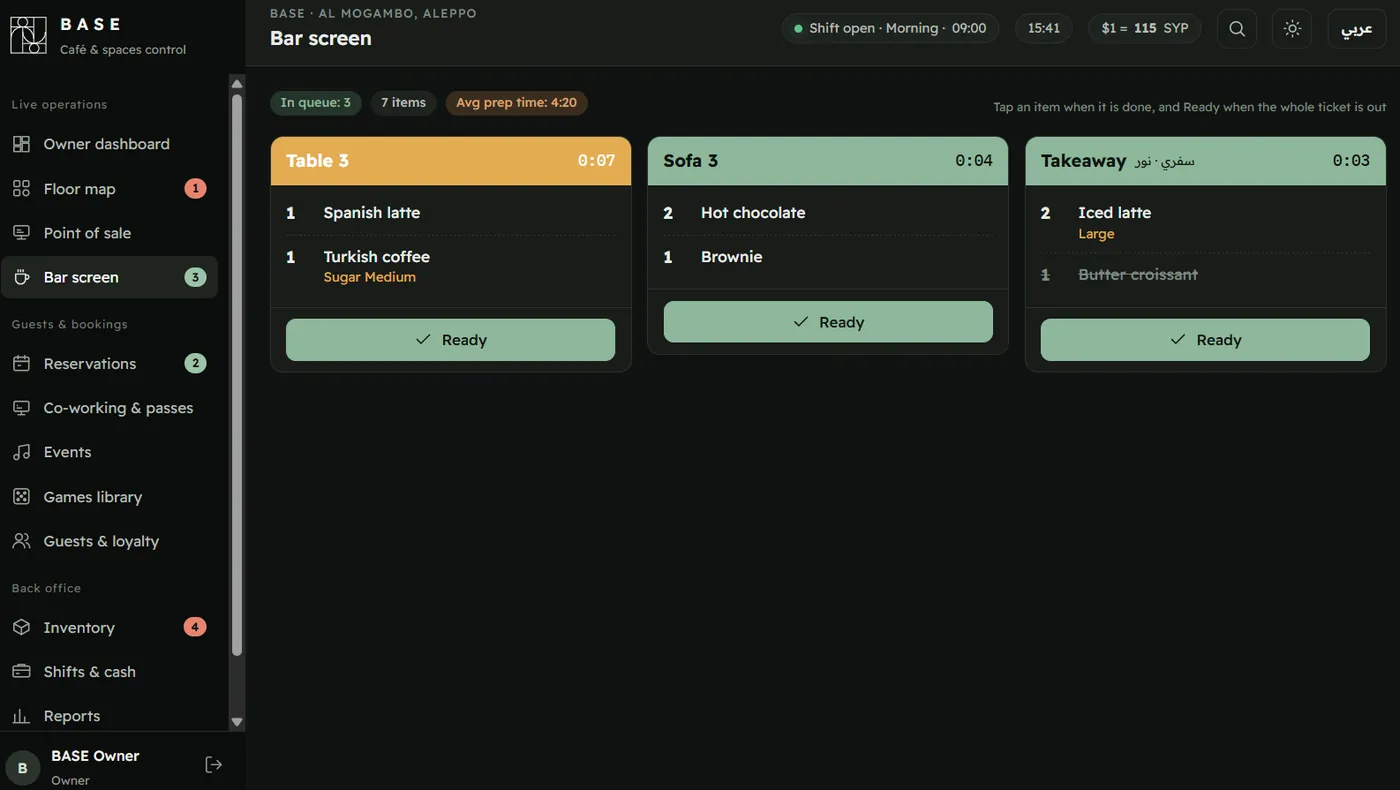 BASE
Café & spaces control
Live operations
Owner dashboard
Floor map 1
Point of sale
Bar screen 3
Guests & bookings
Reservations 2
Co-working & passes
Events
Games library
Guests & loyalty
Back office
Inventory 4
Shifts & cash
Reports
B
BASE Owner
Owner
BASE · AL MOGAMBO, ALEPPO
Bar screen
Shift open · Morning · 09:00
15:41
$1 = 115 SYP
عربي
In queue: 3
7 items
Avg prep time: 4:20
Tap an item when it is done, and Ready when the whole ticket is out
Table 3 0:07
1 Spanish latte
1 Turkish coffee
Sugar Medium
Ready
Sofa 3 0:04
2 Hot chocolate
1 Brownie
Ready
Takeaway سفري · نور 0:03
2 Iced latte
Large
1 Butter croissant
Ready